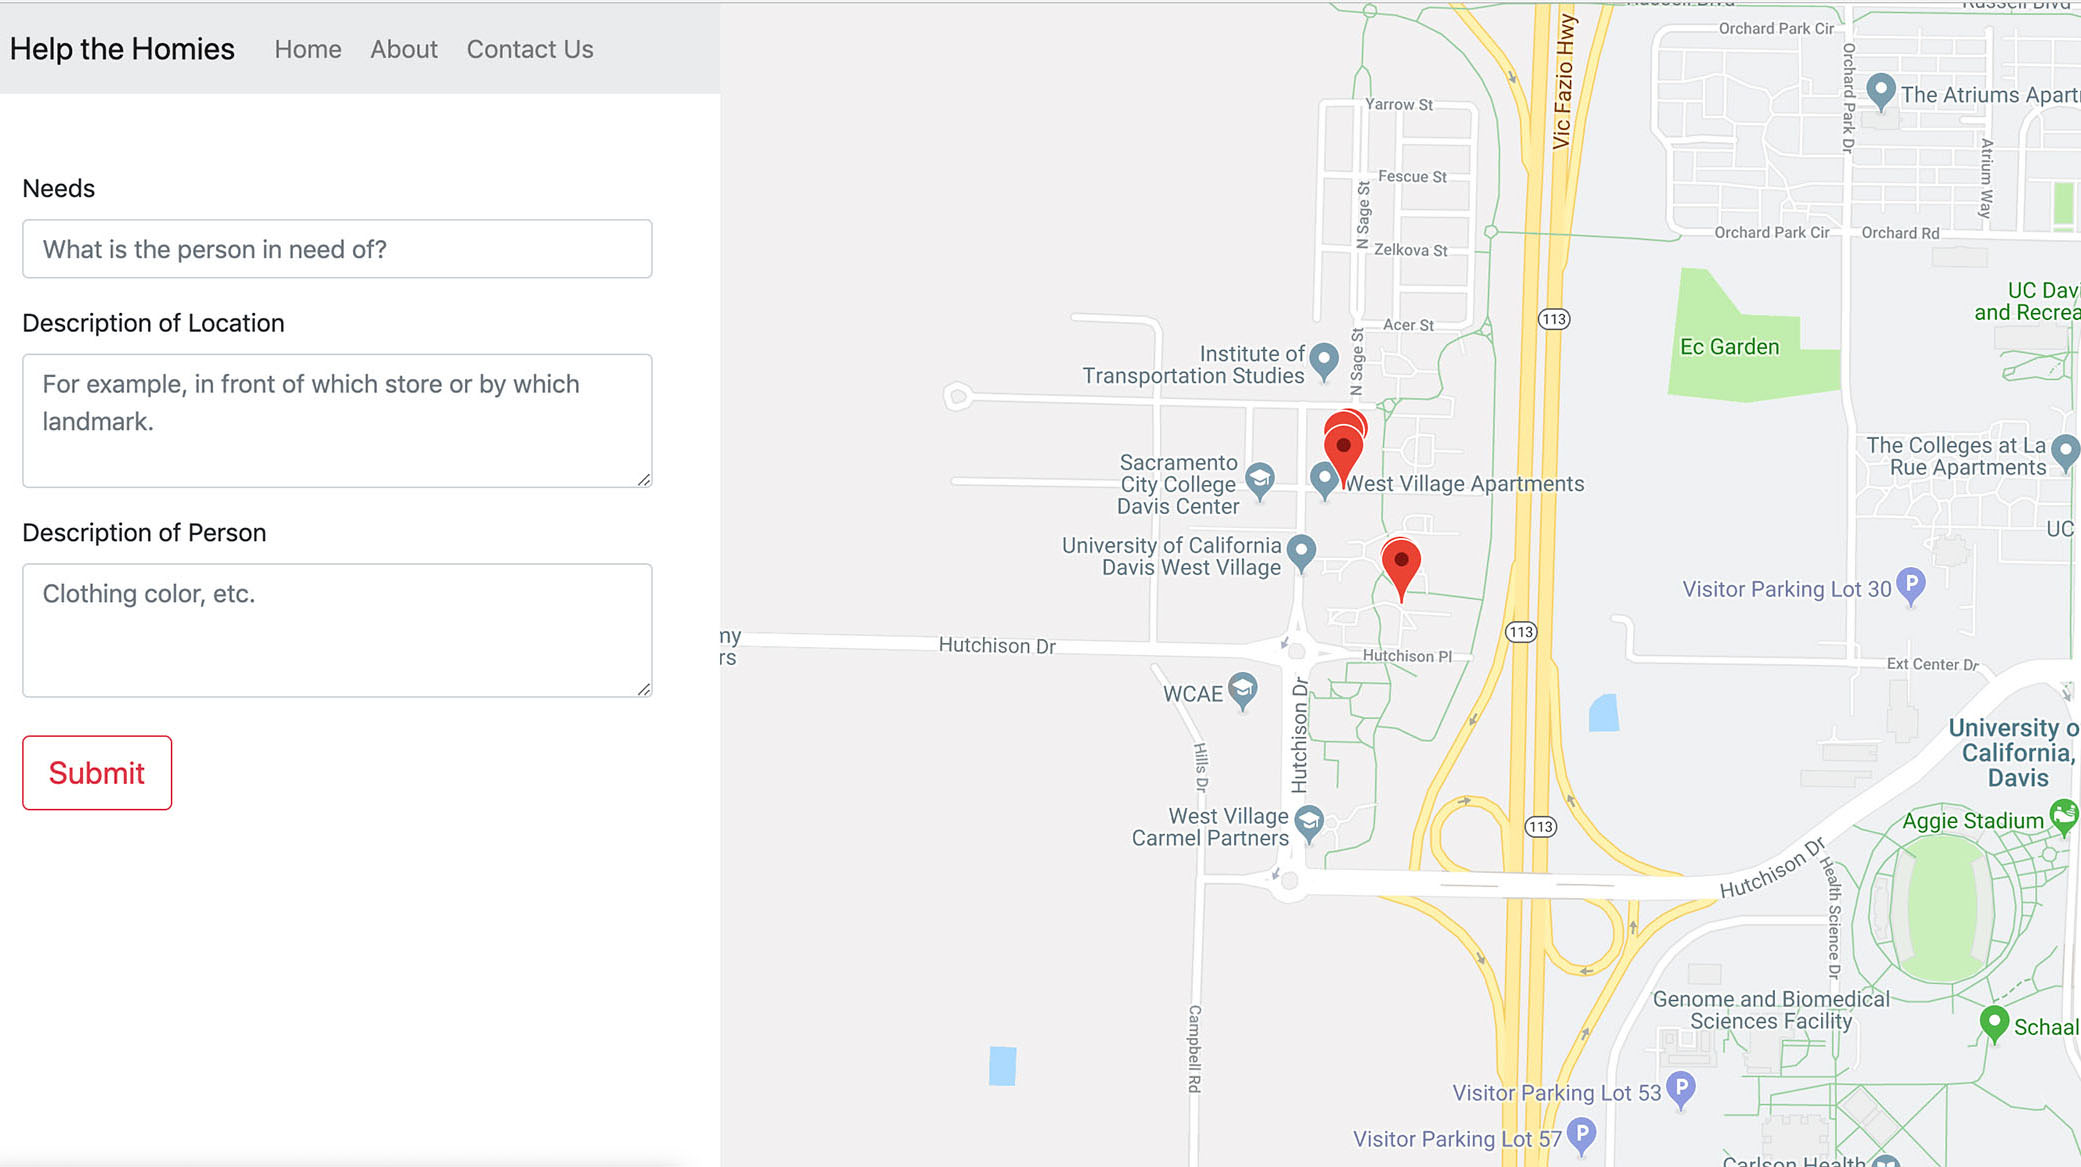 Help the Homies Home About Contact Us
Needs
What is the person in need of?
Description of Location
For example, in front of which store or by which
landmark.
Description of Person
Clothing color, etc.
Submit
Russell Blvd
Vic Fazio Hwy
Orchard Park Cir
Orchard Park Dr
The Atriums Apart
Atrium Way
Yarrow St
Fescue St
N Sage St
Zelkova St
Orchard Park Cir
Orchard Rd
Acer St
113
UC Davi
and Recrea
Ec Garden
Institute of
Transportation Studies
N Sage St
The Colleges at La
Rue Apartments
Sacramento
City College
Davis Center
West Village Apartments
UC
University of California
Davis West Village
Visitor Parking Lot 30
P
my
rs
Hutchison Dr
113
Hutchison Pl
Ext Center Dr
WCAE
Hutchison Dr
Hills Dr
University o
California,
Davis
West Village
Carmel Partners
113
Aggie Stadium
Hutchison Dr
Health Science Dr
Genome and Biomedical
Sciences Facility
Schaal
Campbell Rd
Visitor Parking Lot 53
P
Visitor Parking Lot 57
P
Carlson Health